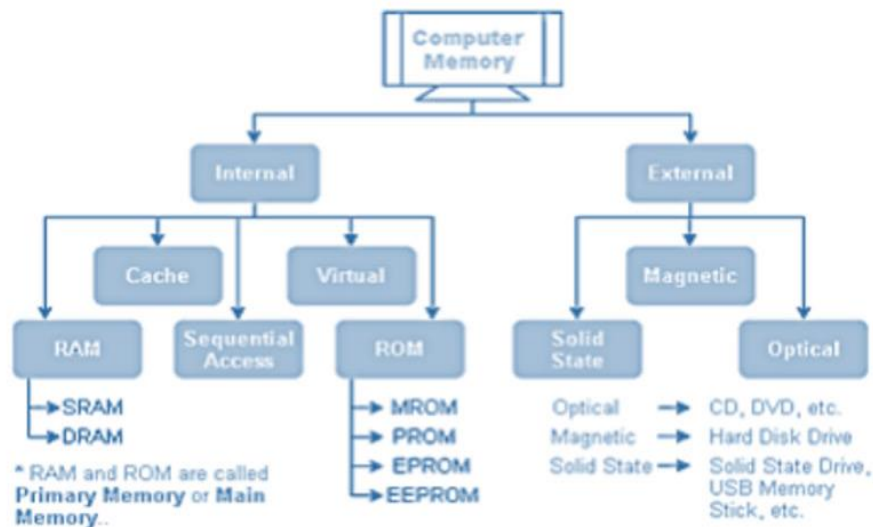 Computer
Memory
Internal
External
Cache
Virtual
Magnetic
RAM
Sequential
Access
ROM
Solid
State
Optical
SRAM
DRAM
MROM
PROM
EPROM
EEPROM
* RAM and ROM are called
Primary Memory or Main
Memory..
Optical CD, DVD, etc.
Magnetic Hard Disk Drive
Solid State Solid State Drive,
USB Memory
Stick, etc.